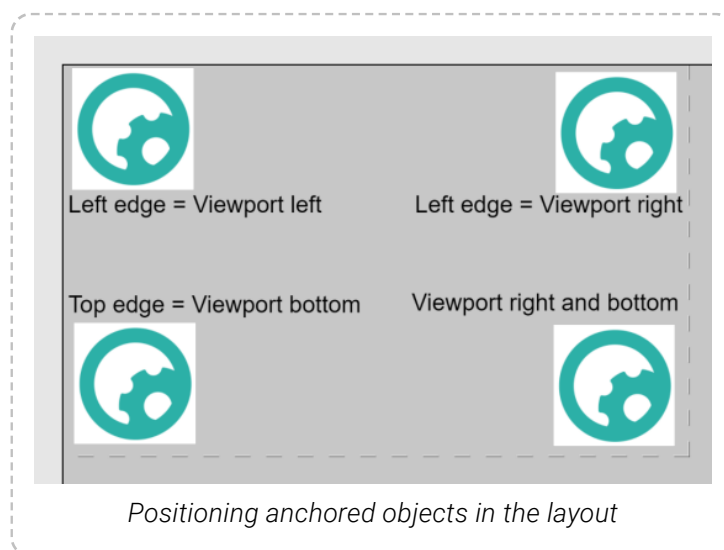 Left edge = Viewport left
Left edge = Viewport right
Top edge = Viewport bottom
Viewport right and bottom
Positioning anchored objects in the layout